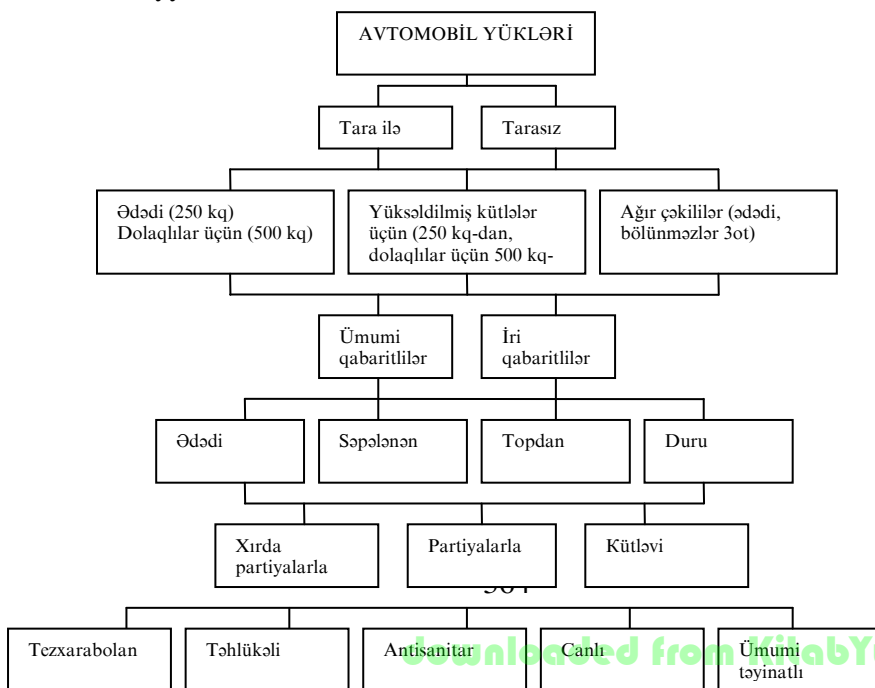 AVTOMOBİL YÜKLƏRİ
Tara ilə
Tarasız
Ədədi (250 kq)
Dolaqlılar üçün (500 kq)
Yüksəldilmiş kütlələr
üçün (250 kq-dan,
dolaqlılar üçün 500 kq-
Ağır çəkililər (ədədi,
bölünməzlər 3ot)
Ümumi
qabaritlilər
İri
qabaritlilər
Ədədi
Səpələnən
Topdan
Duru
Xırda
partiyalarla
Partiyalarla
Kütləvi
Tezxarabolan
Təhlükəli
Antisanitar
Canlı
Ümumi
təyinatlı
downloaded from KitabY